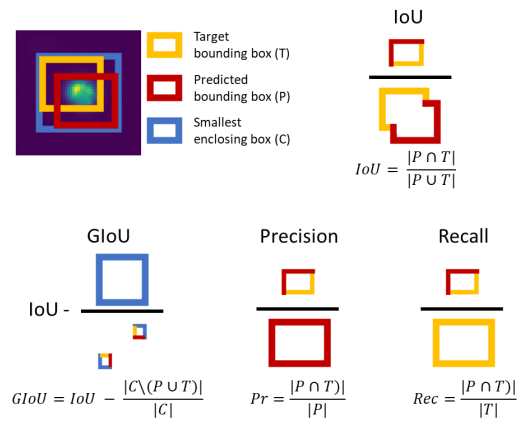 IoU
Target
bounding box (T)
Predicted
bounding box (P)
Smallest
enclosing box (C)
IoU = |P ∩ T| / |P ∪ T|
GIoU
Precision
Recall
IoU -
GIoU = IoU − |C\(P ∪ T)| / |C|
Pr = |P ∩ T)| / |P|
Rec = |P ∩ T)| / |T|